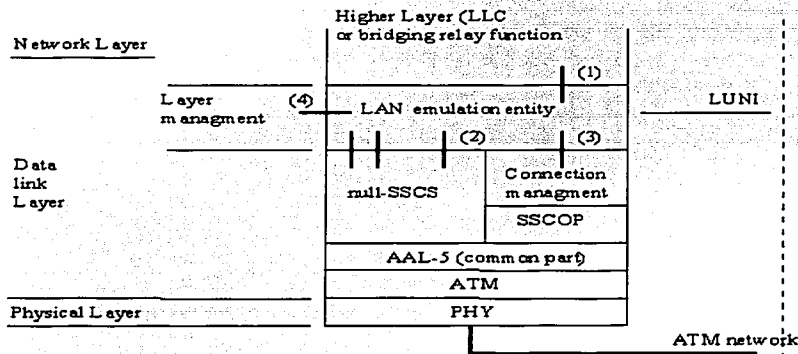 Higher Layer (LLC
or bridging relay function
Network Layer
(1)
Layer
managment
(4)
LAN emulation entity
LUNI
(2)
(3)
Data
link
Layer
null-SSCS
Connection
managment
SSCOP
AAL-5 (common part)
ATM
Physical Layer
PHY
ATM network